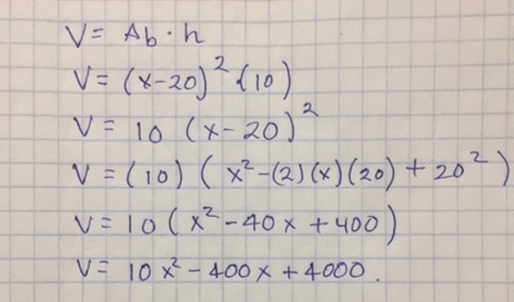 V = Ab · h
V = (x-20)² (10)
V = 10 (x-20)²
V = (10) ( x²-(2)(x)(20) + 20² )
V = 10 ( x² -40x + 400 )
V = 10x² - 400x + 4000.